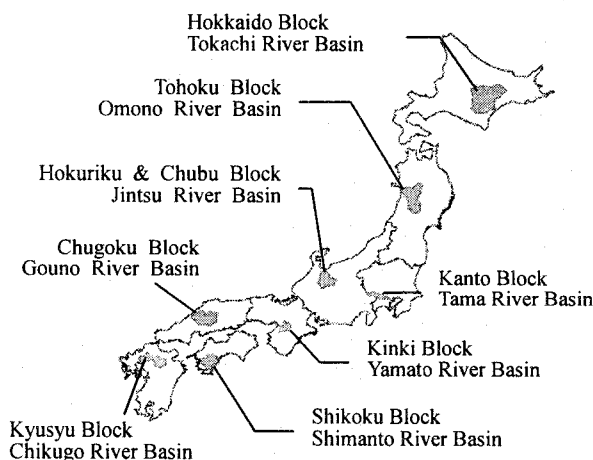 Hokkaido Block
Tokachi River Basin
Tohoku Block
Omono River Basin
Hokuriku & Chubu Block
Jintsu River Basin
Chugoku Block
Gouno River Basin
Kanto Block
Tama River Basin
Kinki Block
Yamato River Basin
Shikoku Block
Shimanto River Basin
Kyusyu Block
Chikugo River Basin